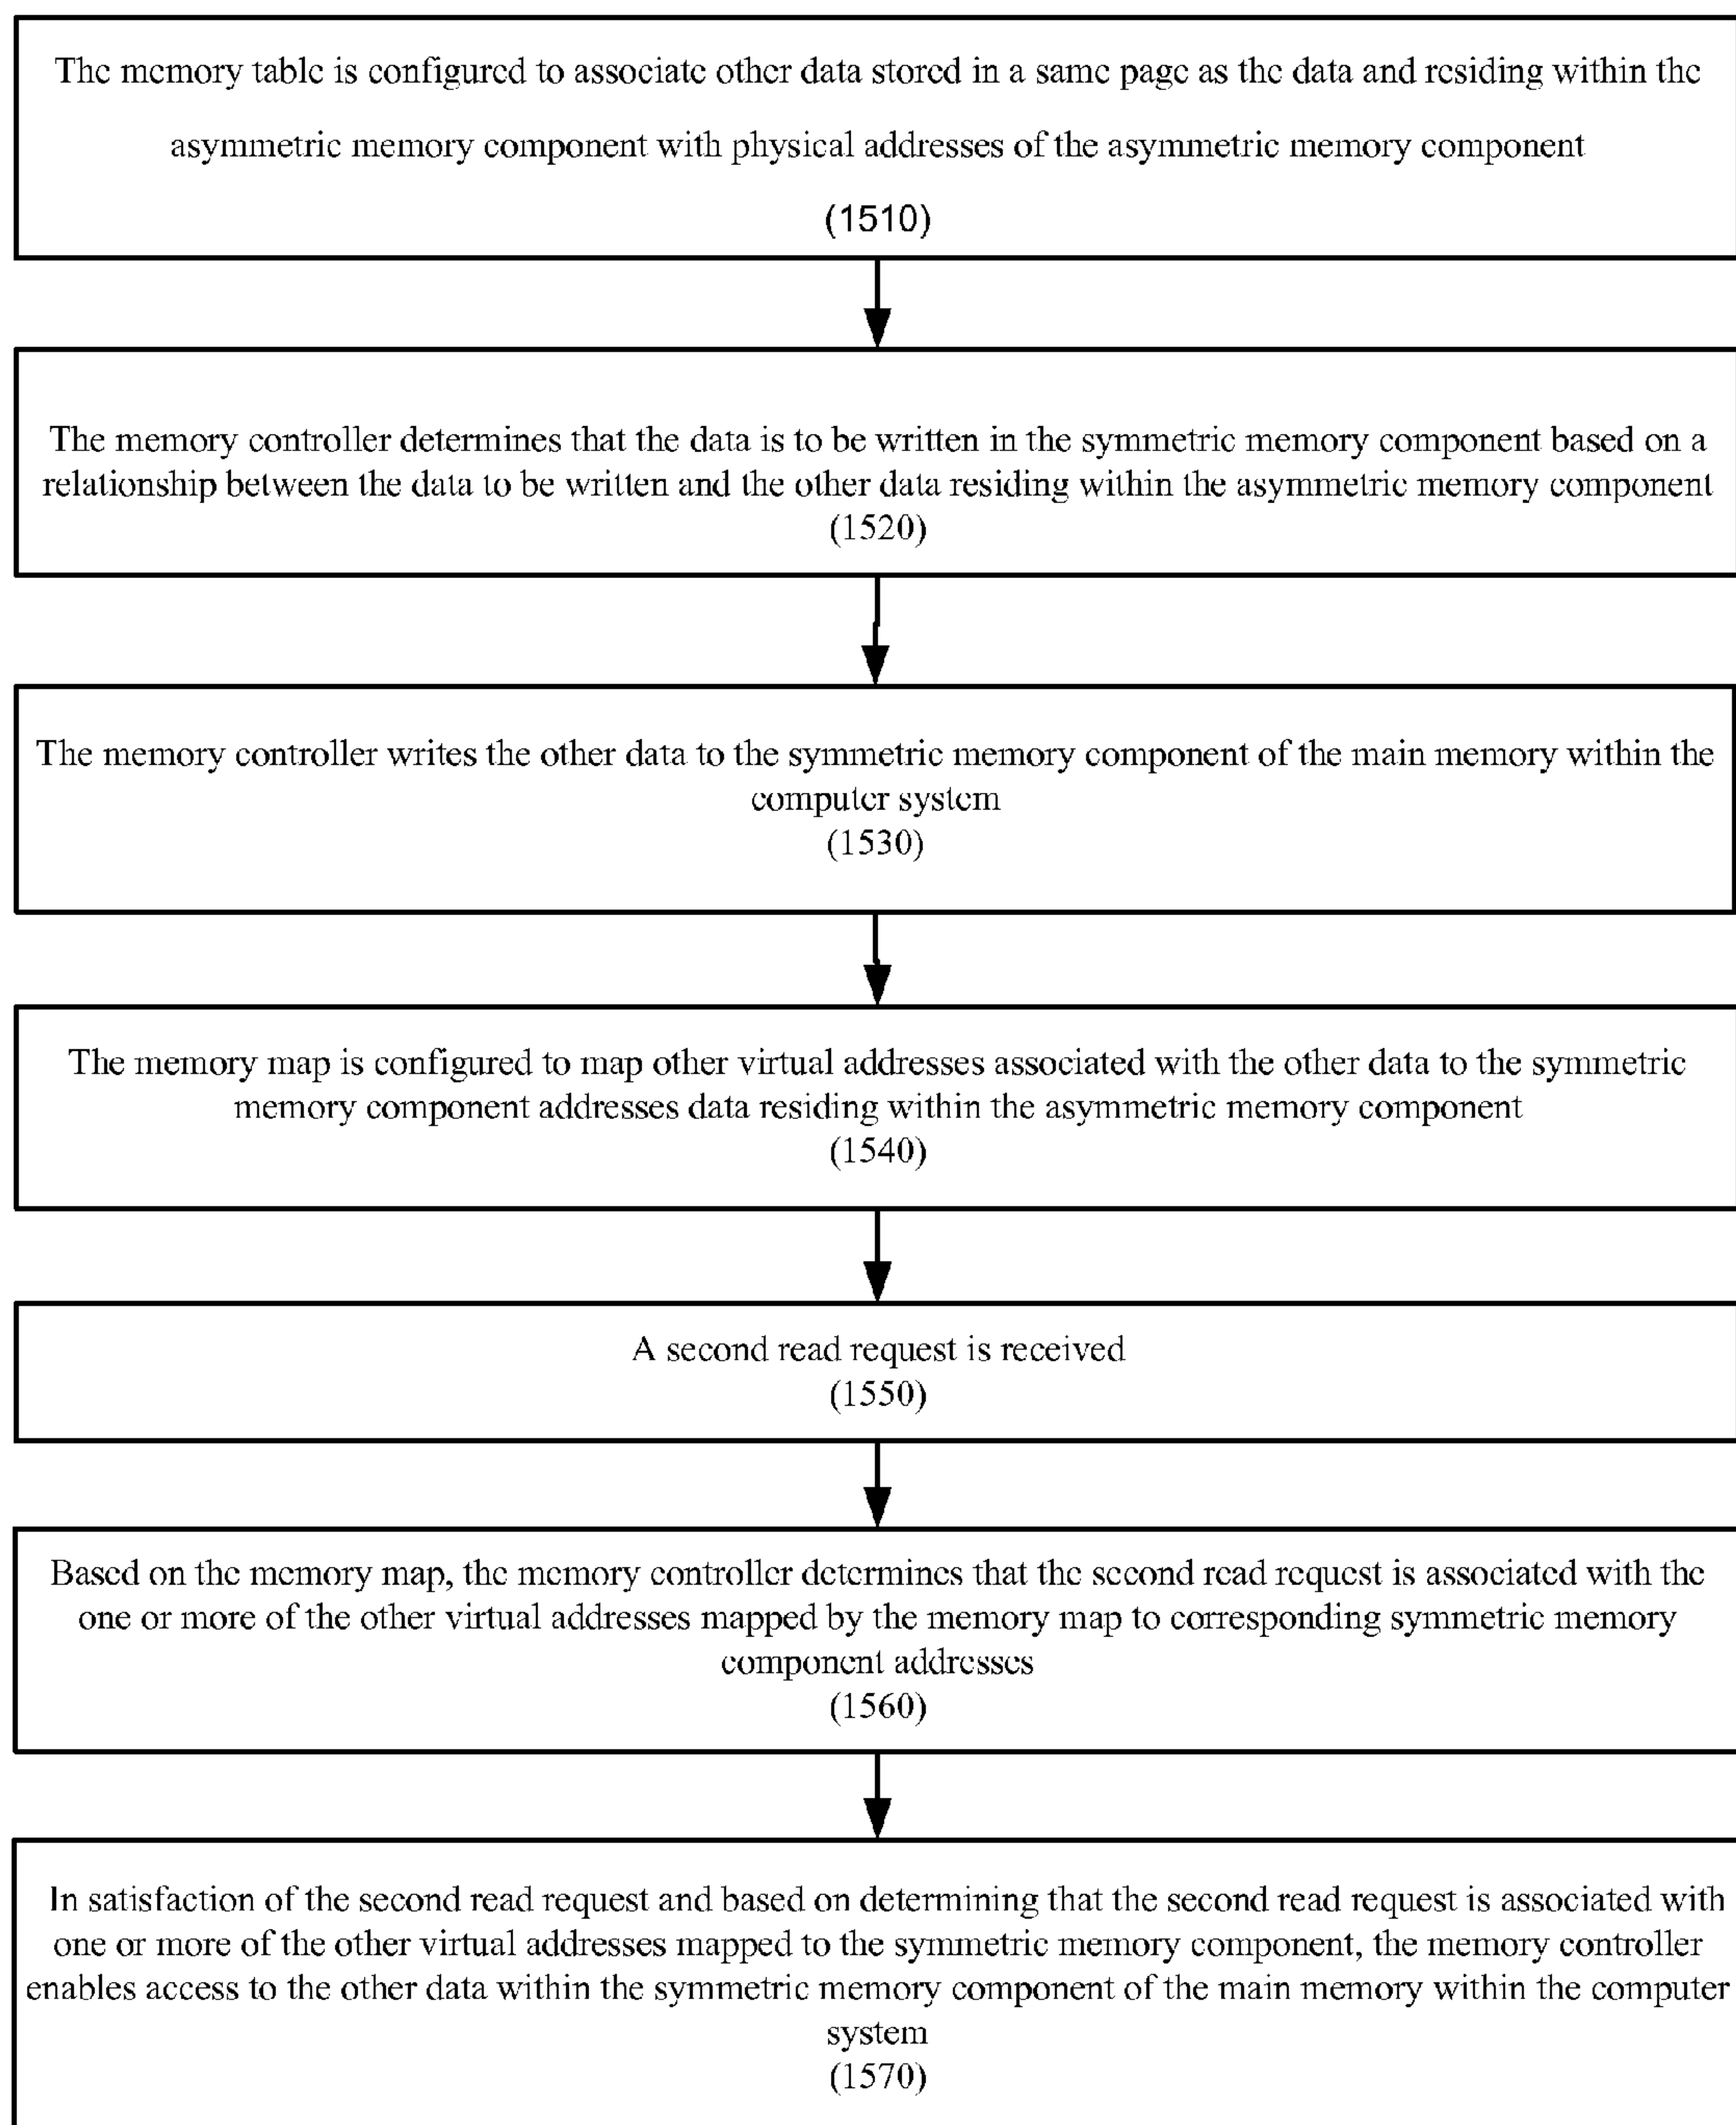 The memory table is configured to associate other data stored in a same page as the data and residing within the
asymmetric memory component with physical addresses of the asymmetric memory component
(1510)
The memory controller determines that the data is to be written in the symmetric memory component based on a
relationship between the data to be written and the other data residing within the asymmetric memory component
(1520)
The memory controller writes the other data to the symmetric memory component of the main memory within the
computer system
(1530)
The memory map is configured to map other virtual addresses associated with the other data to the symmetric
memory component addresses data residing within the asymmetric memory component
(1540)
A second read request is received
(1550)
Based on the memory map, the memory controller determines that the second read request is associated with the
one or more of the other virtual addresses mapped by the memory map to corresponding symmetric memory
component addresses
(1560)
In satisfaction of the second read request and based on determining that the second read request is associated with
one or more of the other virtual addresses mapped to the symmetric memory component, the memory controller
enables access to the other data within the symmetric memory component of the main memory within the computer
system
(1570)